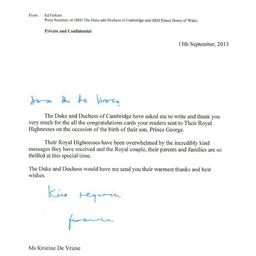 From: Ed Perkins
Press Secretary to HRH The Duke and Duchess of Cambridge and HRH Prince Henry of Wales
Private and Confidential
13th September, 2013
De Vriese,
The Duke and Duchess of Cambridge have asked me to write and thank you
very much for the all the congratulations cards your readers sent to Their Royal
Highnesses on the occasion of the birth of their son, Prince George.
Their Royal Highnesses have been overwhelmed by the incredibly kind
messages they have received and the Royal couple, their parents and families are so
thrilled at this special time.
The Duke and Duchess would have me send you their warmest thanks and best
wishes.
Kind regards
Ms Kristine De Vriese